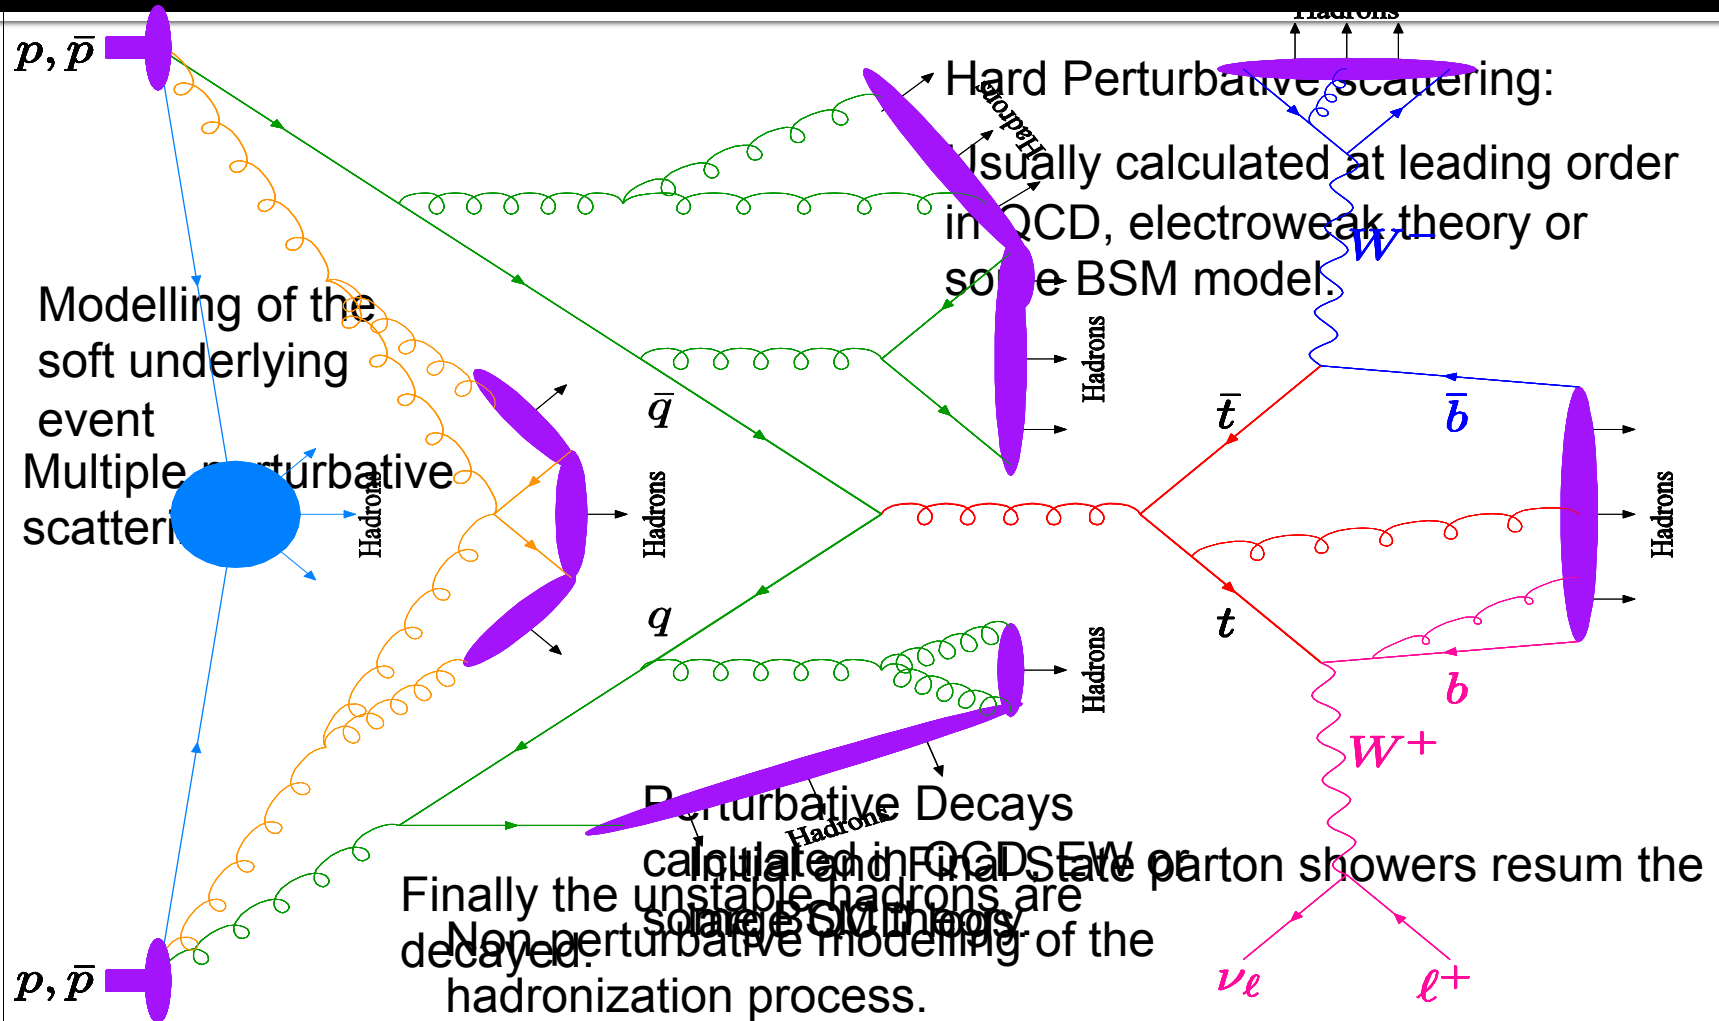 Hadrons
p, p̄
Hard Perturbative scattering:
Hadrons
Usually calculated at leading order
in QCD, electroweak theory or
W⁻
some BSM model.
Modelling of the
soft underlying
event
Hadrons
q̄
t̄
b̄
Multiple perturbative
scattering
Hadrons
Hadrons
Hadrons
q
t
Hadrons
b
W⁺
Perturbative Decays
Hadrons
calculated in QCD, EW or
some BSM theory.
Initial and Final State parton showers resum the
large QCD logs.
Finally the unstable hadrons are
decayed.
Non-perturbative modelling of the
hadronization process.
p, p̄
ν_ℓ
ℓ⁺